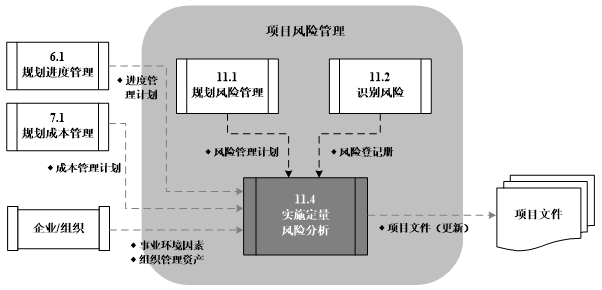 项目风险管理
6.1
规划进度管理
11.1
规划风险管理
11.2
识别风险
◆ 进度管
理计划
7.1
规划成本管理
◆ 风险管理计划
◆ 风险登记册
◆ 成本管理计划
11.4
实施定量
风险分析
企业/组织
项目文件
◆ 项目文件（更新）
◆ 事业环境因素
◆ 组织管理资产